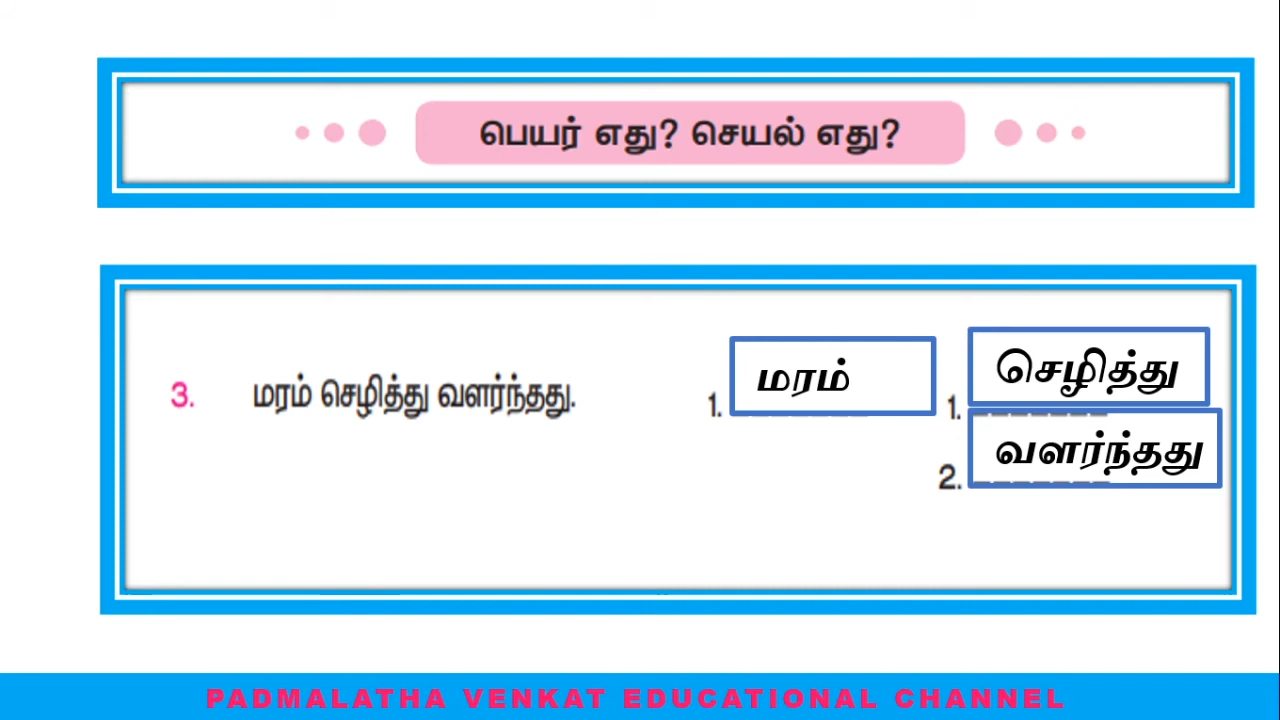 பெயர் எது? செயல் எது?
3. மரம் செழித்து வளர்ந்தது. 1. மரம் 1. செழித்து
2. வளர்ந்தது
PADMALATHA VENKAT EDUCATIONAL CHANNEL